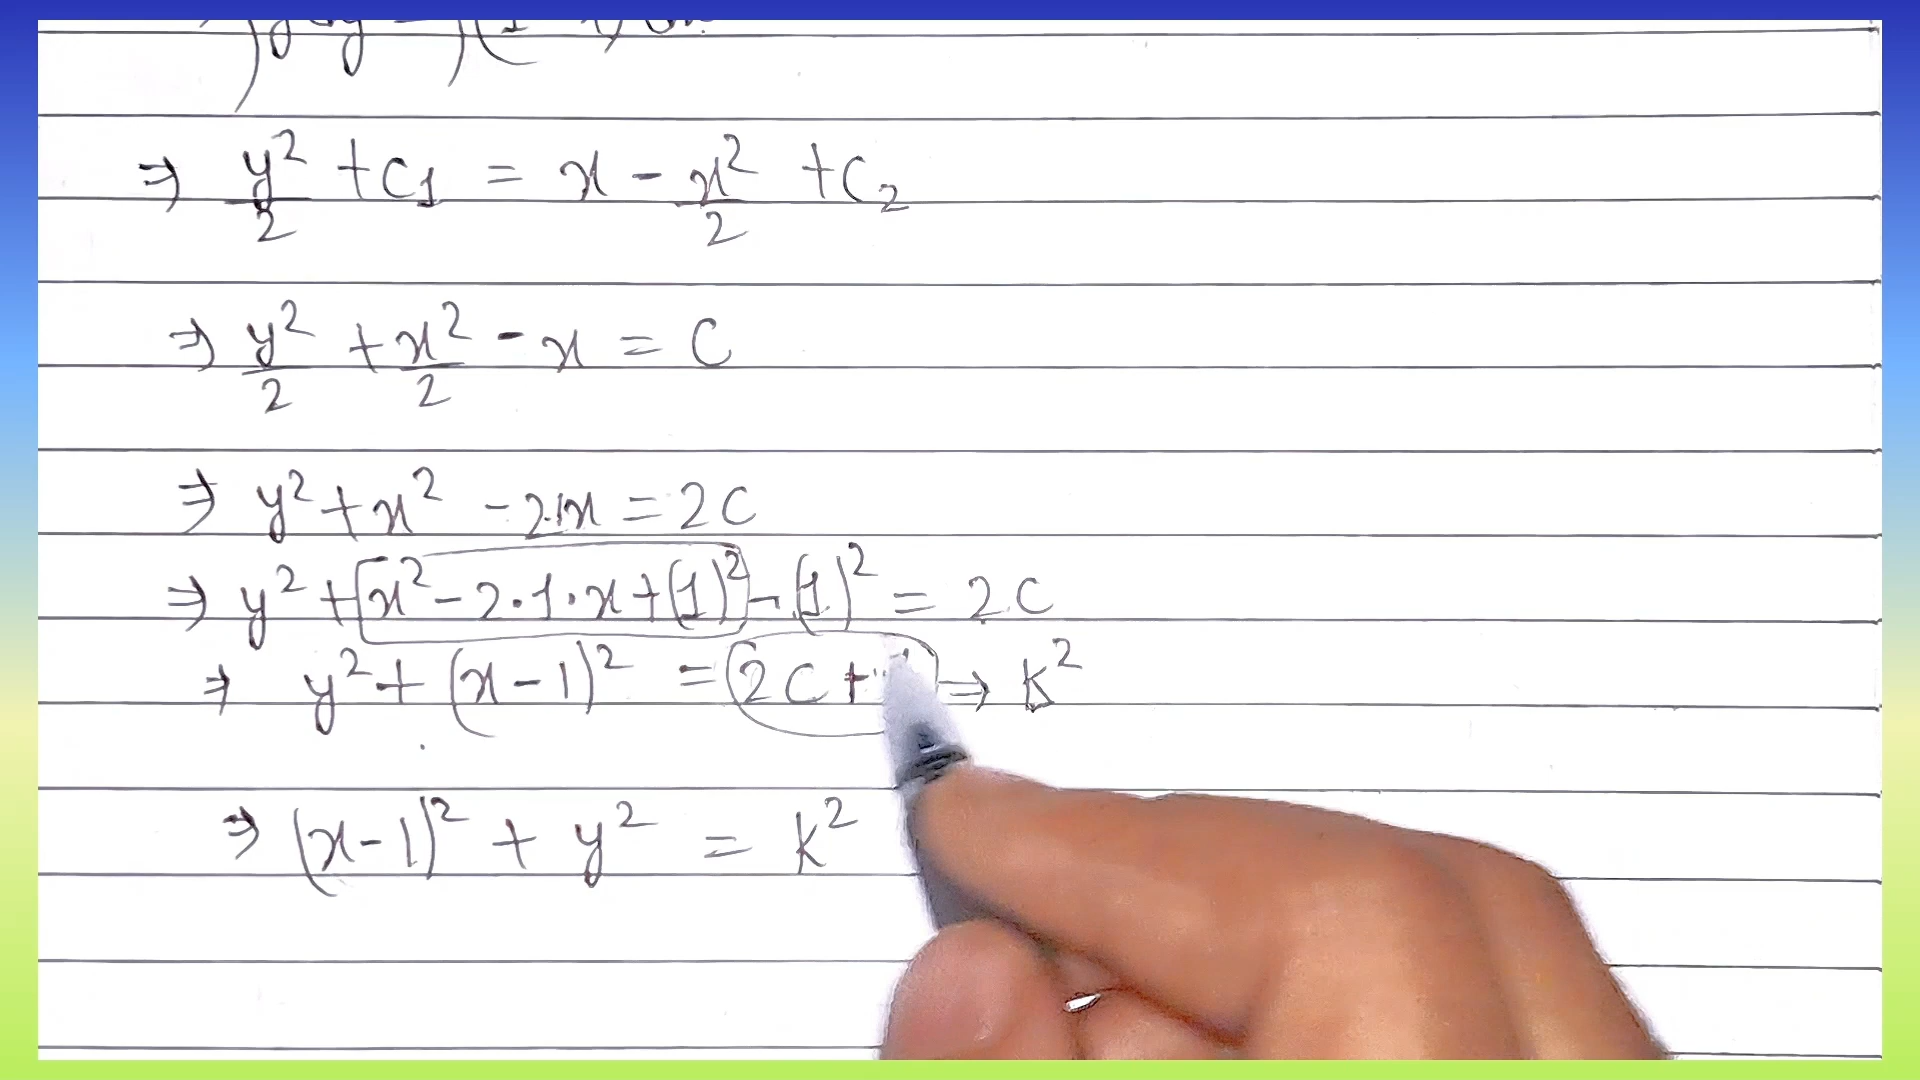 ⇒ y²/2 + C₁ = x - x²/2 + C₂
⇒ y²/2 + x²/2 - x = C
⇒ y² + x² - 2.1x = 2C
⇒ y² + x² - 2·1·x + (1)² - (1)² = 2C
⇒ y² + (x-1)² = 2C + ⇒ K²
⇒ (x-1)² + y² = K²